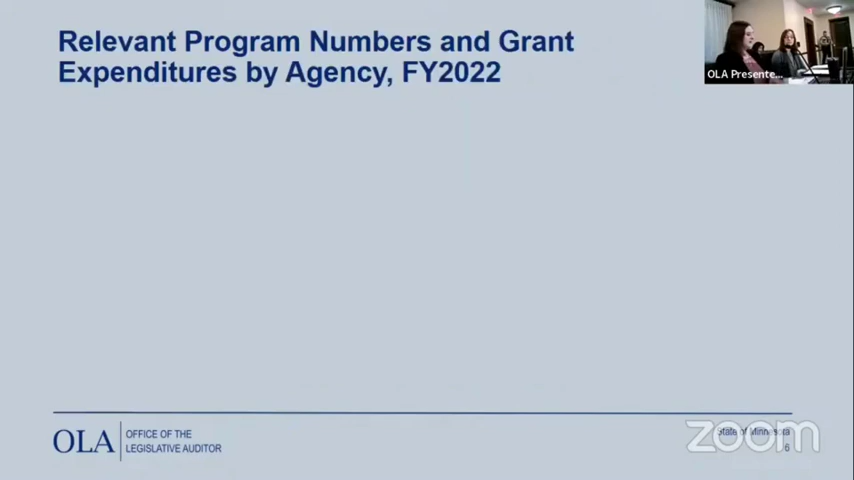 Relevant Program Numbers and Grant
Expenditures by Agency, FY2022
OLA Presente...
OLA
OFFICE OF THE
LEGISLATIVE AUDITOR
State of Minnesota
zoom
6